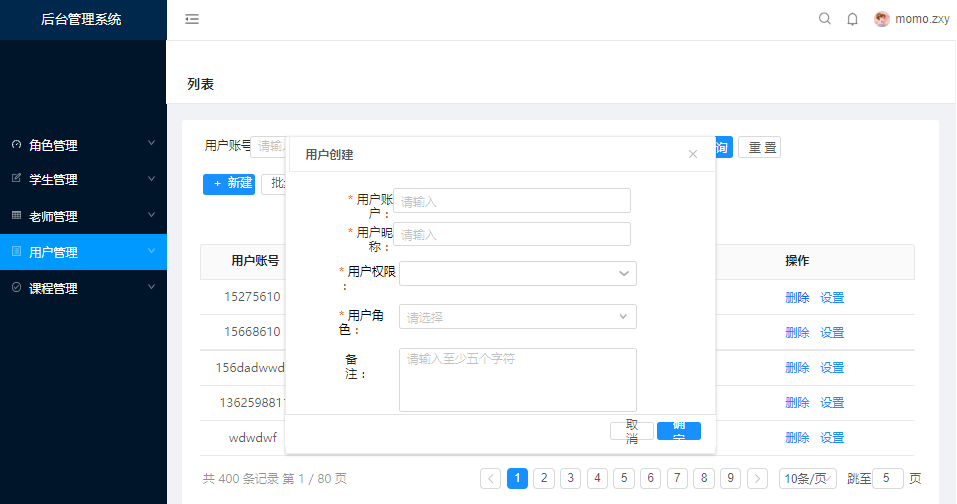 后台管理系统
momo.zxy
列表
角色管理
学生管理
老师管理
用户管理
课程管理
用户账号 请输
询 重 置
+ 新建 批
用户创建
* 用户账户： 请输入
* 用户昵称： 请输入
* 用户权限：
* 用户角色： 请选择
备注： 请输入至少五个字符
取消 确定
用户账号 操作
15275610 删除 设置
15668610 删除 设置
156dadwwd 删除 设置
1362598811 删除 设置
wdwdwf 删除 设置
共 400 条记录 第 1 / 80 页 1 2 3 4 5 6 7 8 9 10条/页 跳至 5 页